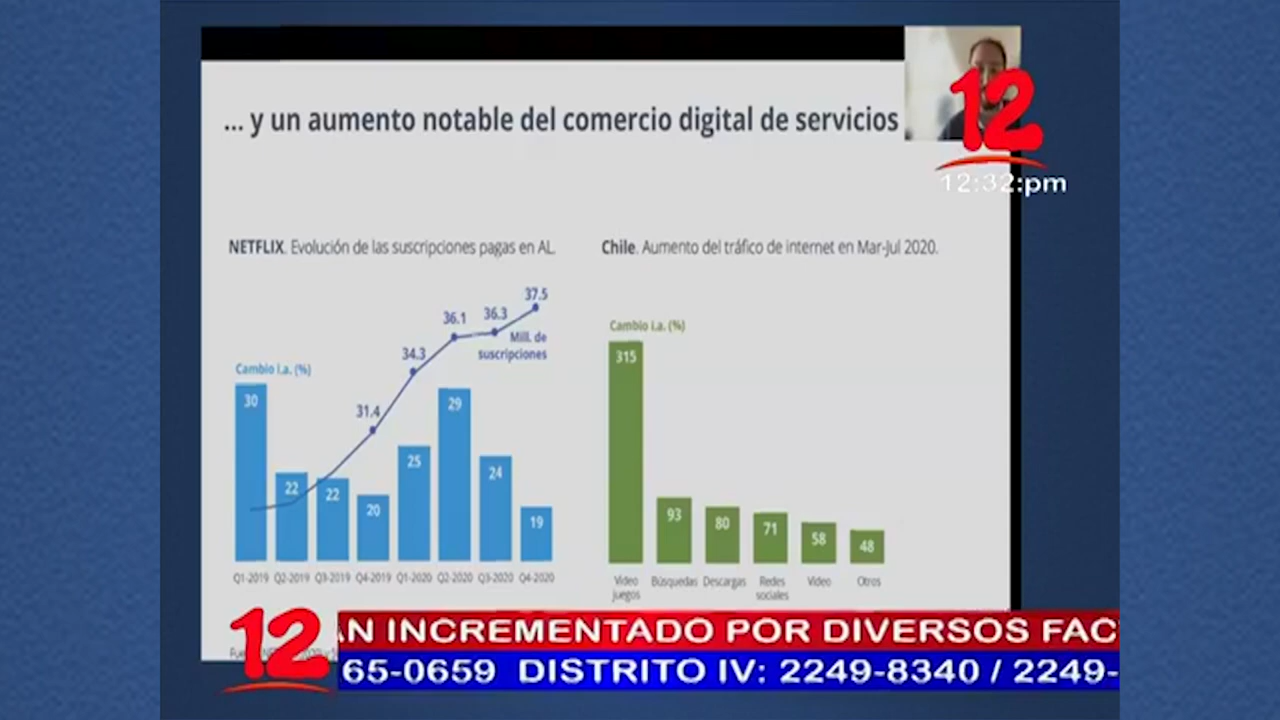 ... y un aumento notable del comercio digital de servicios
12
12:32:pm
NETFLIX. Evolución de las suscripciones pagas en AL.
Chile. Aumento del tráfico de internet en Mar-Jul 2020.
37.5
36.1
36.3
Mill. de
suscripciones
34.3
31.4
Cambio i.a. (%)
30
22
22
20
25
29
24
19
Q1-2019 Q2-2019 Q3-2019 Q4-2019 Q1-2020 Q2-2020 Q3-2020 Q4-2020
Cambio i.a. (%)
315
93
80
71
58
48
Video
juegos
Búsquedas
Descargas
Redes
sociales
Video
Otros
12
AN INCREMENTADO POR DIVERSOS FAC
65-0659 DISTRITO IV: 2249-8340 / 2249-